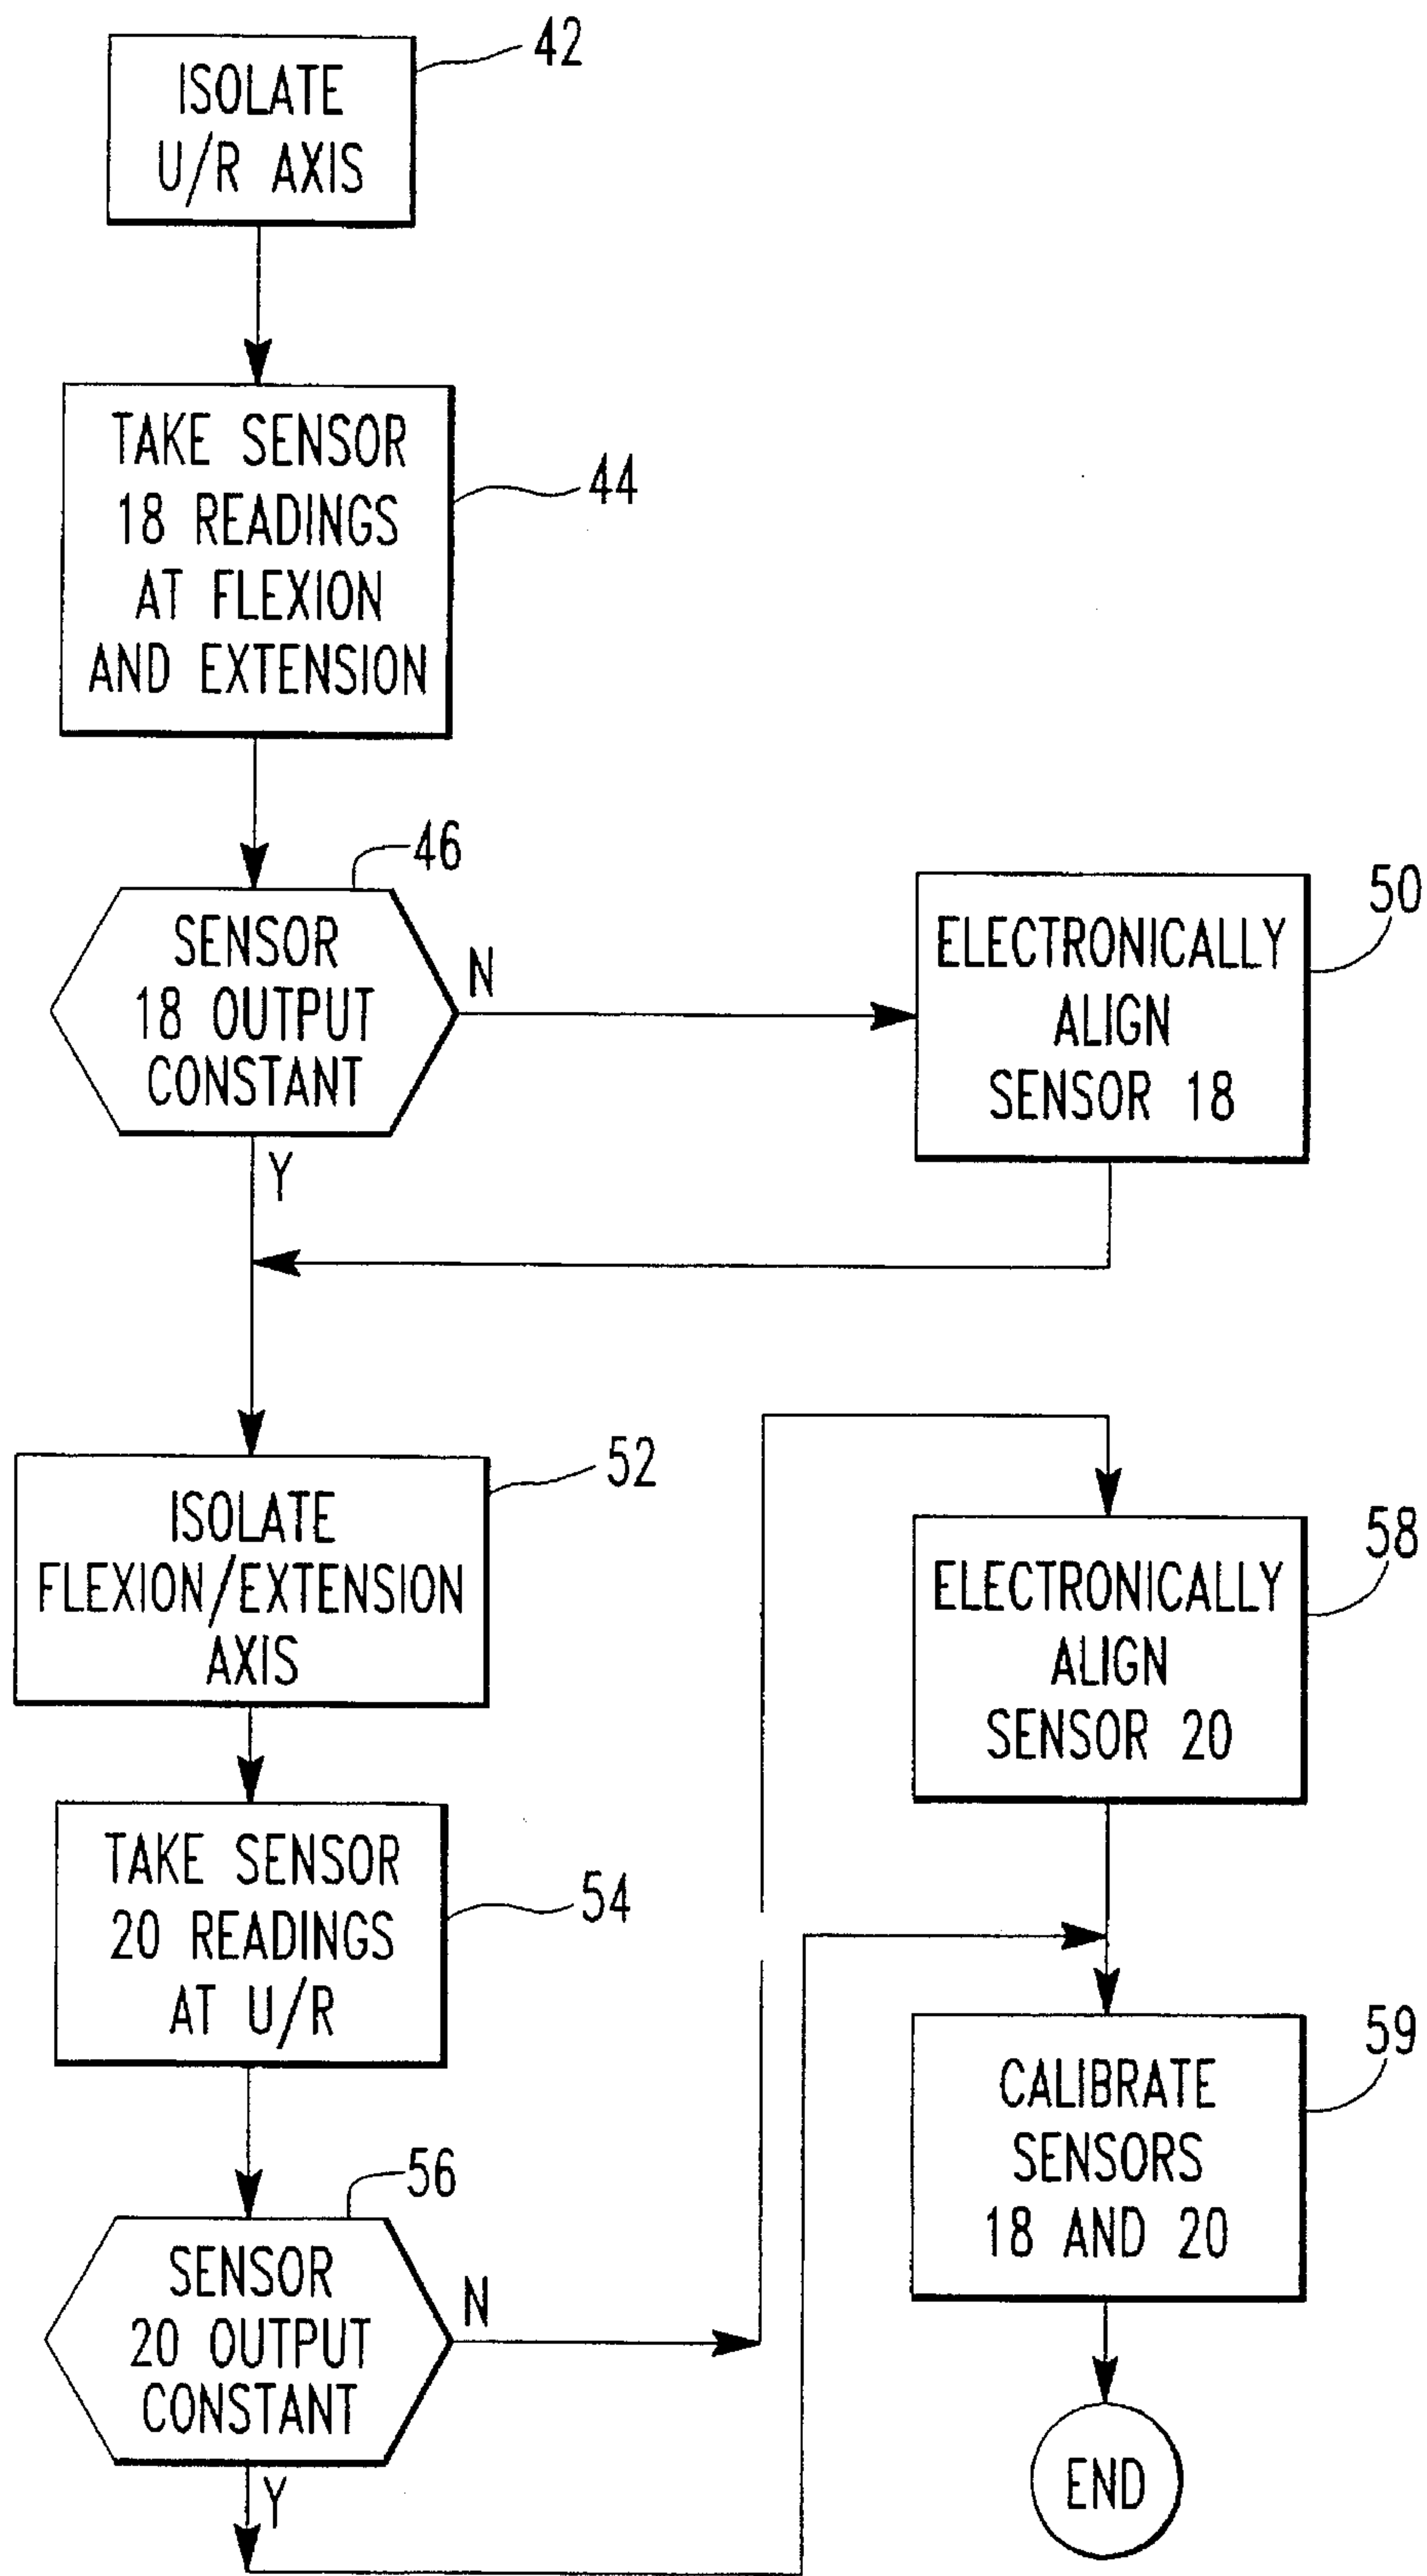 42
ISOLATE
U/R AXIS
TAKE SENSOR
18 READINGS
AT FLEXION
AND EXTENSION
44
46
SENSOR
18 OUTPUT
CONSTANT
N
Y
50
ELECTRONICALLY
ALIGN
SENSOR 18
52
ISOLATE
FLEXION/EXTENSION
AXIS
TAKE SENSOR
20 READINGS
AT U/R
54
56
SENSOR
20 OUTPUT
CONSTANT
N
Y
58
ELECTRONICALLY
ALIGN
SENSOR 20
59
CALIBRATE
SENSORS
18 AND 20
END